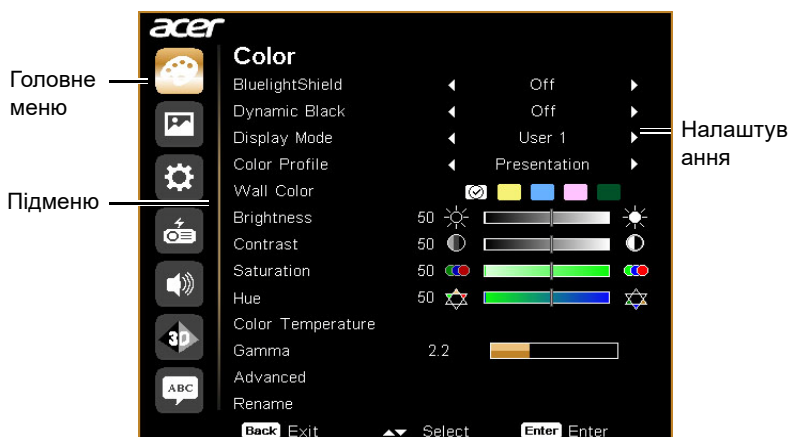 acer
Color
Головне
меню
BluelightShield Off
Dynamic Black Off
Display Mode User 1
Налаштув
ання
Color Profile Presentation
Wall Color
Підменю
Brightness 50
Contrast 50
Saturation 50
Hue 50
Color Temperature
3D
Gamma 2.2
Advanced
ABC
Rename
Back Exit Select Enter Enter